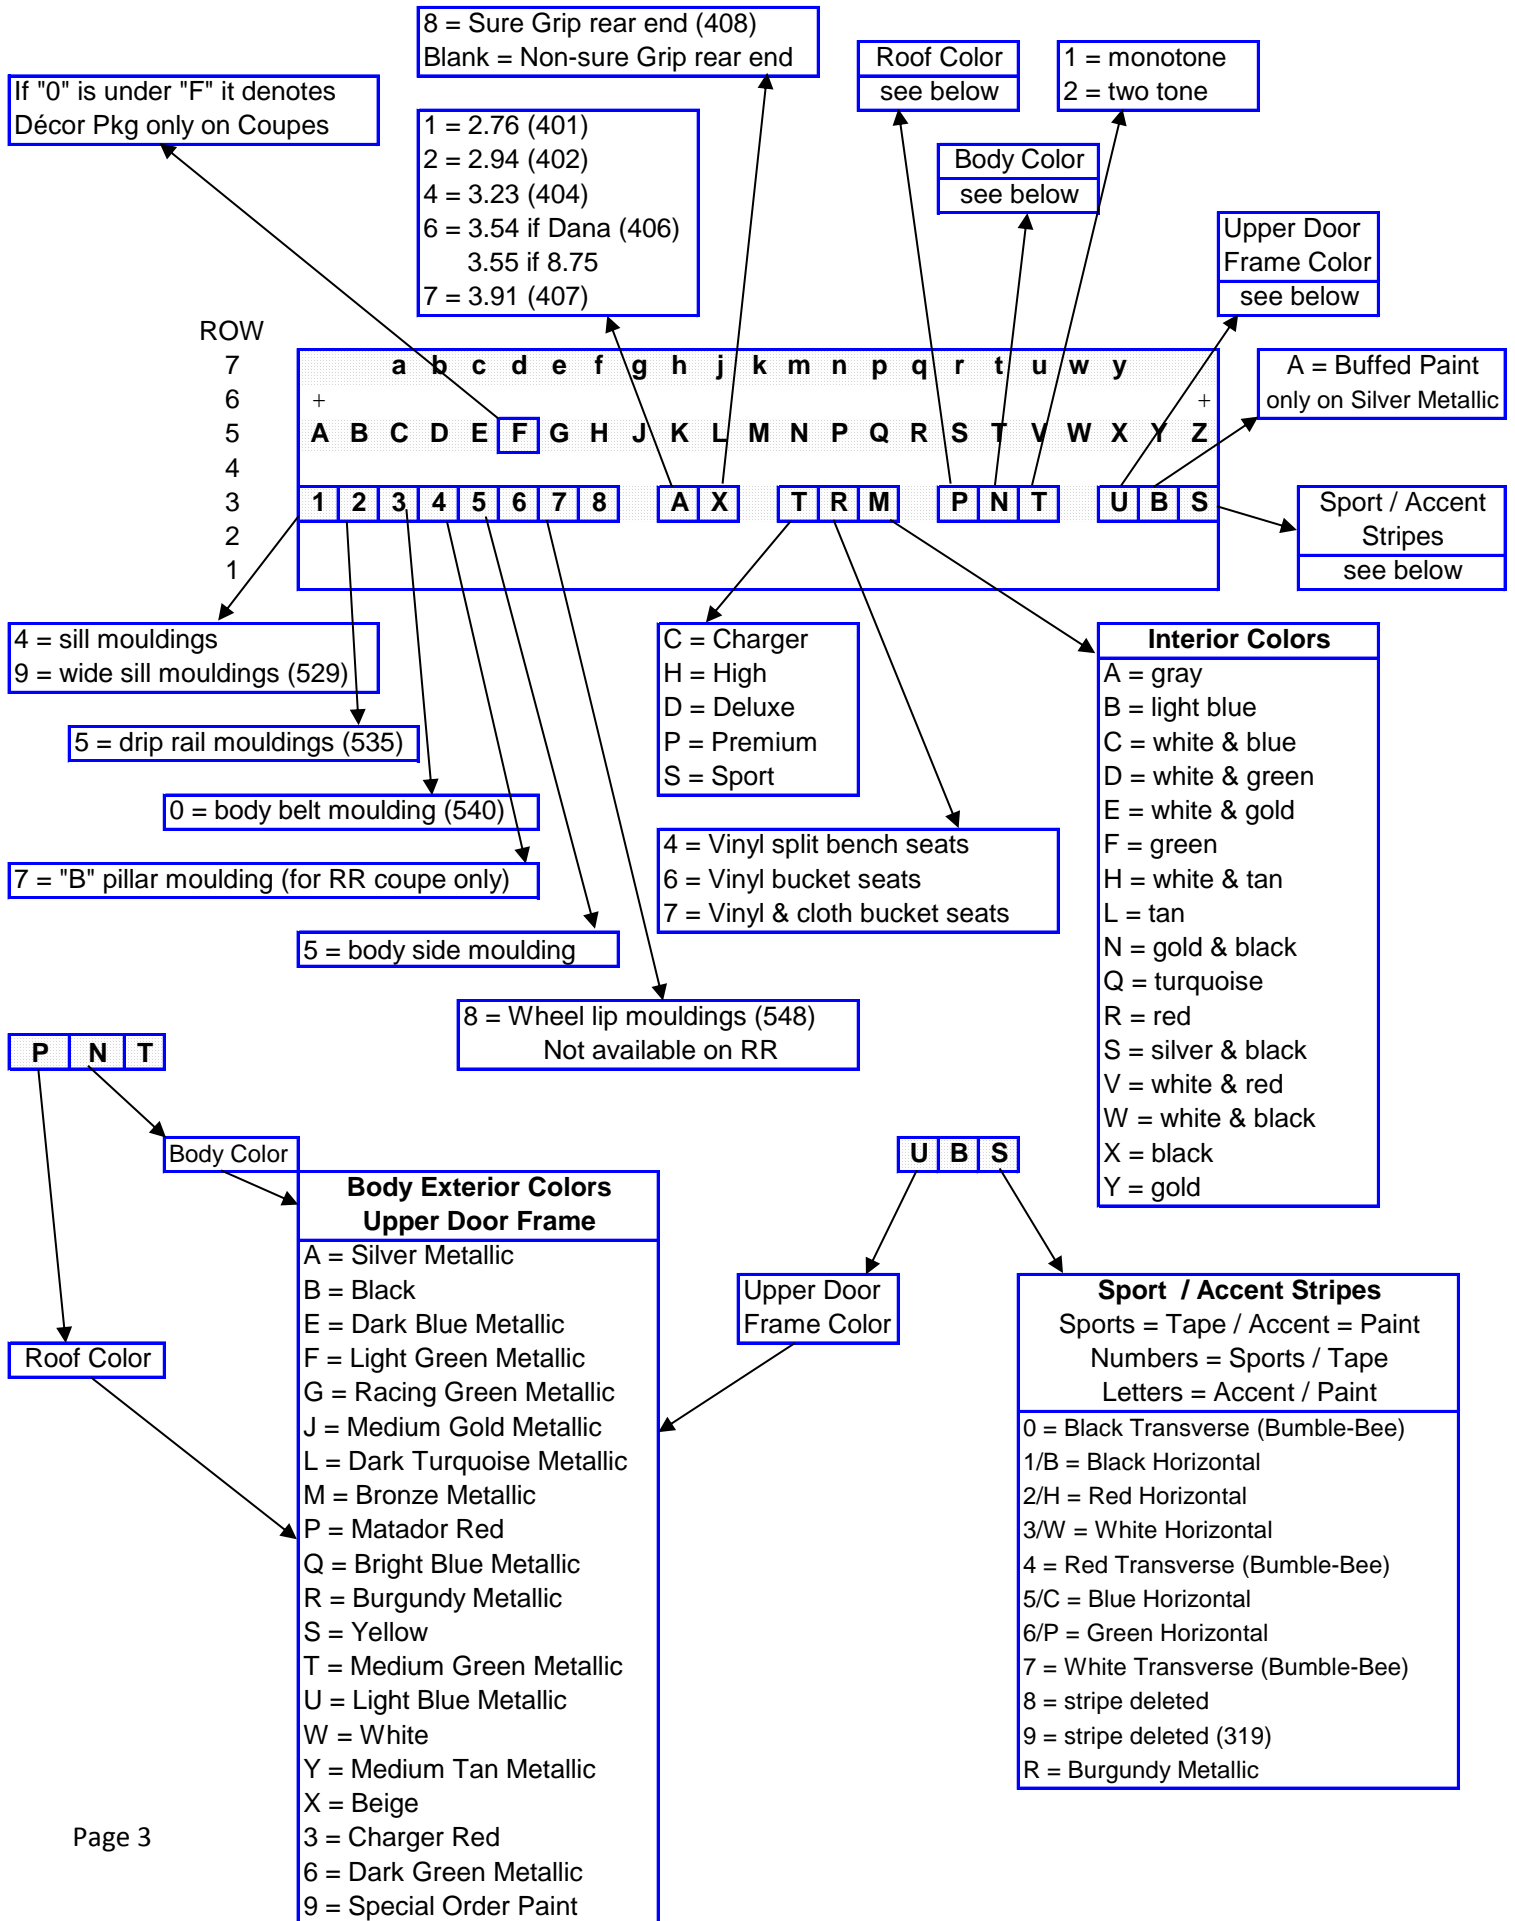 8 = Sure Grip rear end (408)
Blank = Non-sure Grip rear end
Roof Color
see below
1 = monotone
2 = two tone
If "0" is under "F" it denotes
Décor Pkg only on Coupes
1 = 2.76 (401)
2 = 2.94 (402)
4 = 3.23 (404)
6 = 3.54 if Dana (406)
3.55 if 8.75
7 = 3.91 (407)
Body Color
see below
Upper Door
Frame Color
see below
ROW
7 a b c d e f g h j k m n p q r t u w y
6 + +
5 A B C D E F G H J K L M N P Q R S T V W X Y Z
4
3 1 2 3 4 5 6 7 8 A X T R M P N T U B S
2
1
A = Buffed Paint
only on Silver Metallic
Sport / Accent
Stripes
see below
4 = sill mouldings
9 = wide sill mouldings (529)
5 = drip rail mouldings (535)
0 = body belt moulding (540)
7 = "B" pillar moulding (for RR coupe only)
5 = body side moulding
8 = Wheel lip mouldings (548)
Not available on RR
C = Charger
H = High
D = Deluxe
P = Premium
S = Sport
4 = Vinyl split bench seats
6 = Vinyl bucket seats
7 = Vinyl & cloth bucket seats
Interior Colors
A = gray
B = light blue
C = white & blue
D = white & green
E = white & gold
F = green
H = white & tan
L = tan
N = gold & black
Q = turquoise
R = red
S = silver & black
V = white & red
W = white & black
X = black
Y = gold
P N T
Body Color
Roof Color
Body Exterior Colors
Upper Door Frame
A = Silver Metallic
B = Black
E = Dark Blue Metallic
F = Light Green Metallic
G = Racing Green Metallic
J = Medium Gold Metallic
L = Dark Turquoise Metallic
M = Bronze Metallic
P = Matador Red
Q = Bright Blue Metallic
R = Burgundy Metallic
S = Yellow
T = Medium Green Metallic
U = Light Blue Metallic
W = White
Y = Medium Tan Metallic
X = Beige
3 = Charger Red
6 = Dark Green Metallic
9 = Special Order Paint
U B S
Upper Door
Frame Color
Sport / Accent Stripes
Sports = Tape / Accent = Paint
Numbers = Sports / Tape
Letters = Accent / Paint
0 = Black Transverse (Bumble-Bee)
1/B = Black Horizontal
2/H = Red Horizontal
3/W = White Horizontal
4 = Red Transverse (Bumble-Bee)
5/C = Blue Horizontal
6/P = Green Horizontal
7 = White Transverse (Bumble-Bee)
8 = stripe deleted
9 = stripe deleted (319)
R = Burgundy Metallic
Page 3